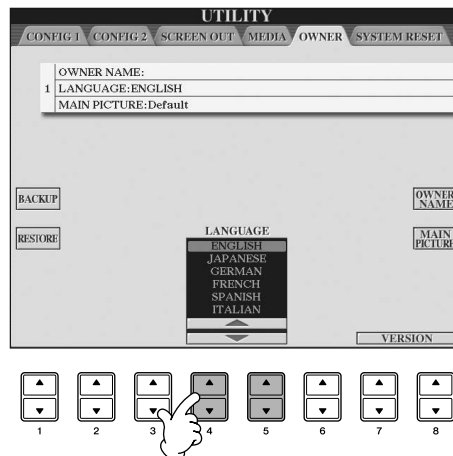 UTILITY
CONFIG 1 CONFIG 2 SCREEN OUT MEDIA OWNER SYSTEM RESET
OWNER NAME:
1 LANGUAGE:ENGLISH
MAIN PICTURE:Default
BACKUP
OWNER
NAME
RESTORE
MAIN
PICTURE
LANGUAGE
ENGLISH
JAPANESE
GERMAN
FRENCH
SPANISH
ITALIAN
VERSION
1 2 3 4 5 6 7 8